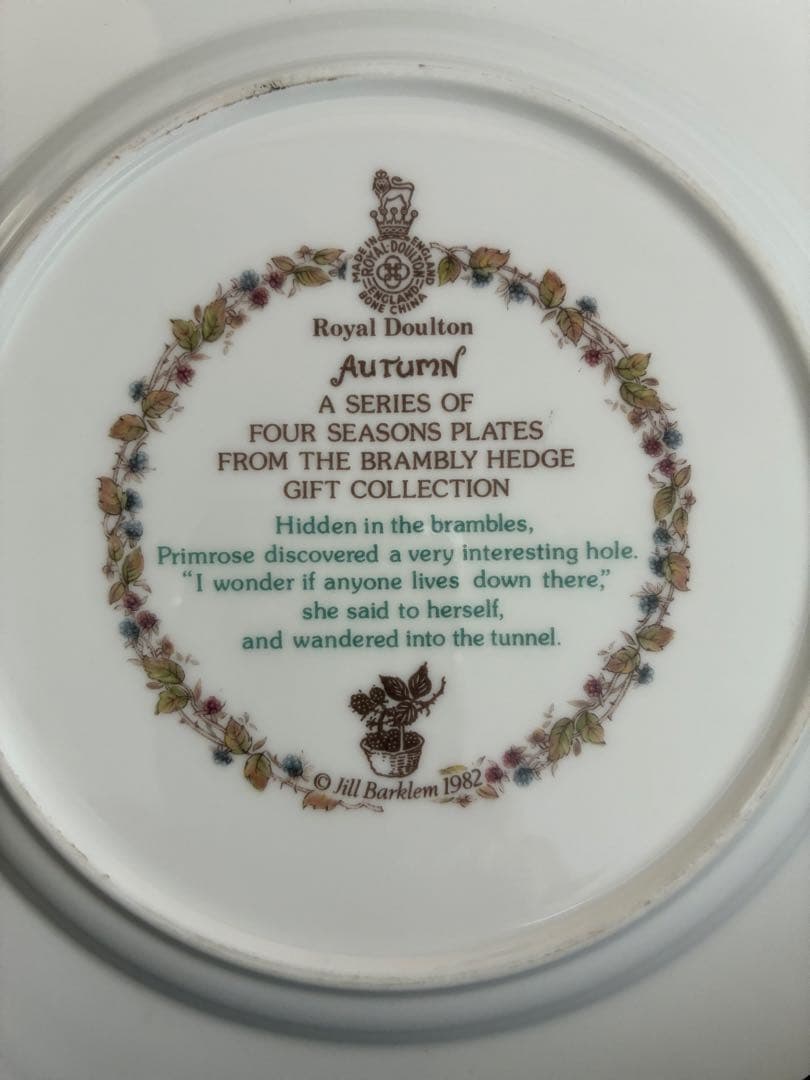 MADE IN ENGLAND
ROYAL·DOULTON
ENGLAND
BONE CHINA
Royal Doulton
AUTUMN
A SERIES OF
FOUR SEASONS PLATES
FROM THE BRAMBLY HEDGE
GIFT COLLECTION
Hidden in the brambles,
Primrose discovered a very interesting hole.
“I wonder if anyone lives down there,”
she said to herself,
and wandered into the tunnel.
© Jill Barklem 1982